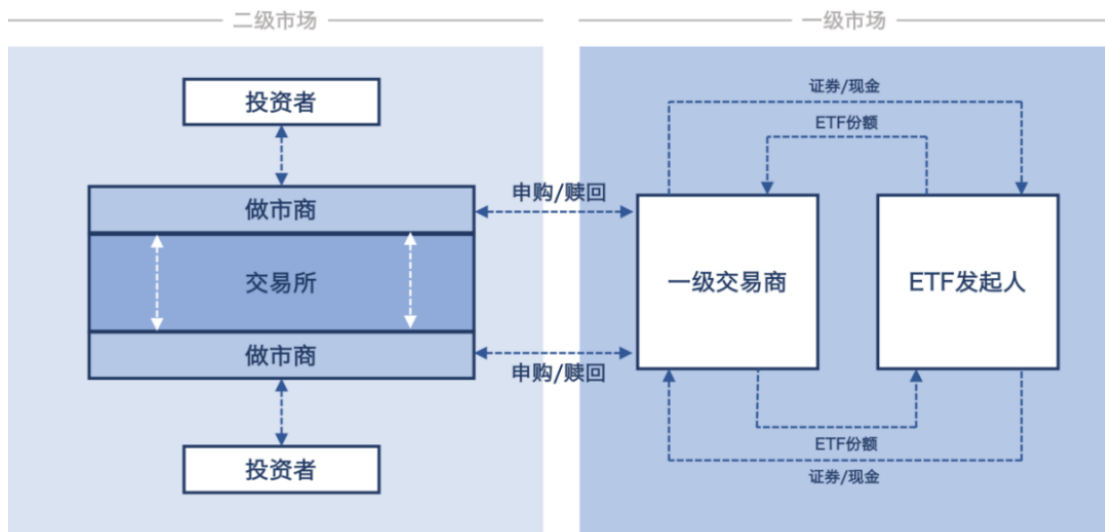 二级市场
一级市场
投资者
做市商
交易所
做市商
投资者
申购/赎回
申购/赎回
证券/现金
ETF份额
一级交易商
ETF发起人
ETF份额
证券/现金